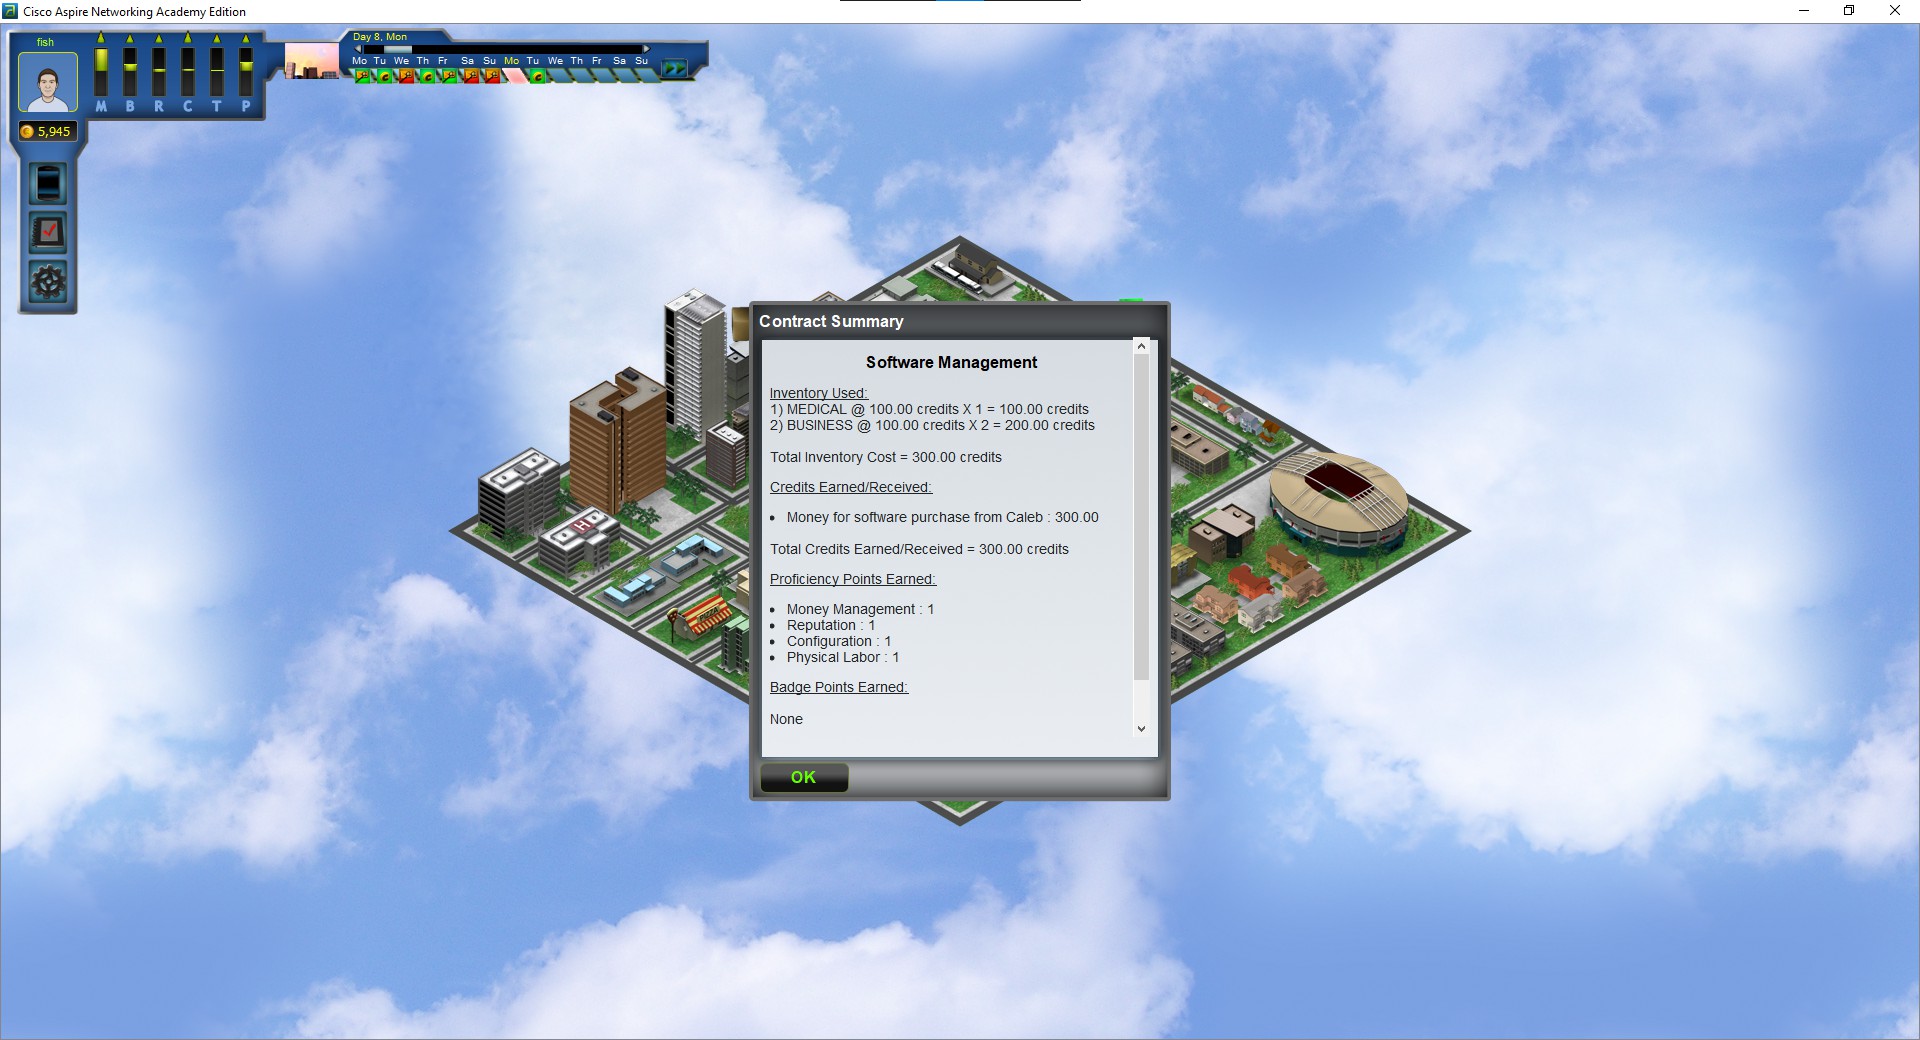 Cisco Aspire Networking Academy Edition
fish
M B R C T P
5,945
Day 8, Mon
Mo Tu We Th Fr Sa Su Mo Tu We Th Fr Sa Su
Contract Summary
Software Management
Inventory Used:
1) MEDICAL @ 100.00 credits X 1 = 100.00 credits
2) BUSINESS @ 100.00 credits X 2 = 200.00 credits
Total Inventory Cost = 300.00 credits
Credits Earned/Received:
• Money for software purchase from Caleb : 300.00
Total Credits Earned/Received = 300.00 credits
Proficiency Points Earned:
• Money Management : 1
• Reputation : 1
• Configuration : 1
• Physical Labor : 1
Badge Points Earned:
None
OK
H
PIZZA